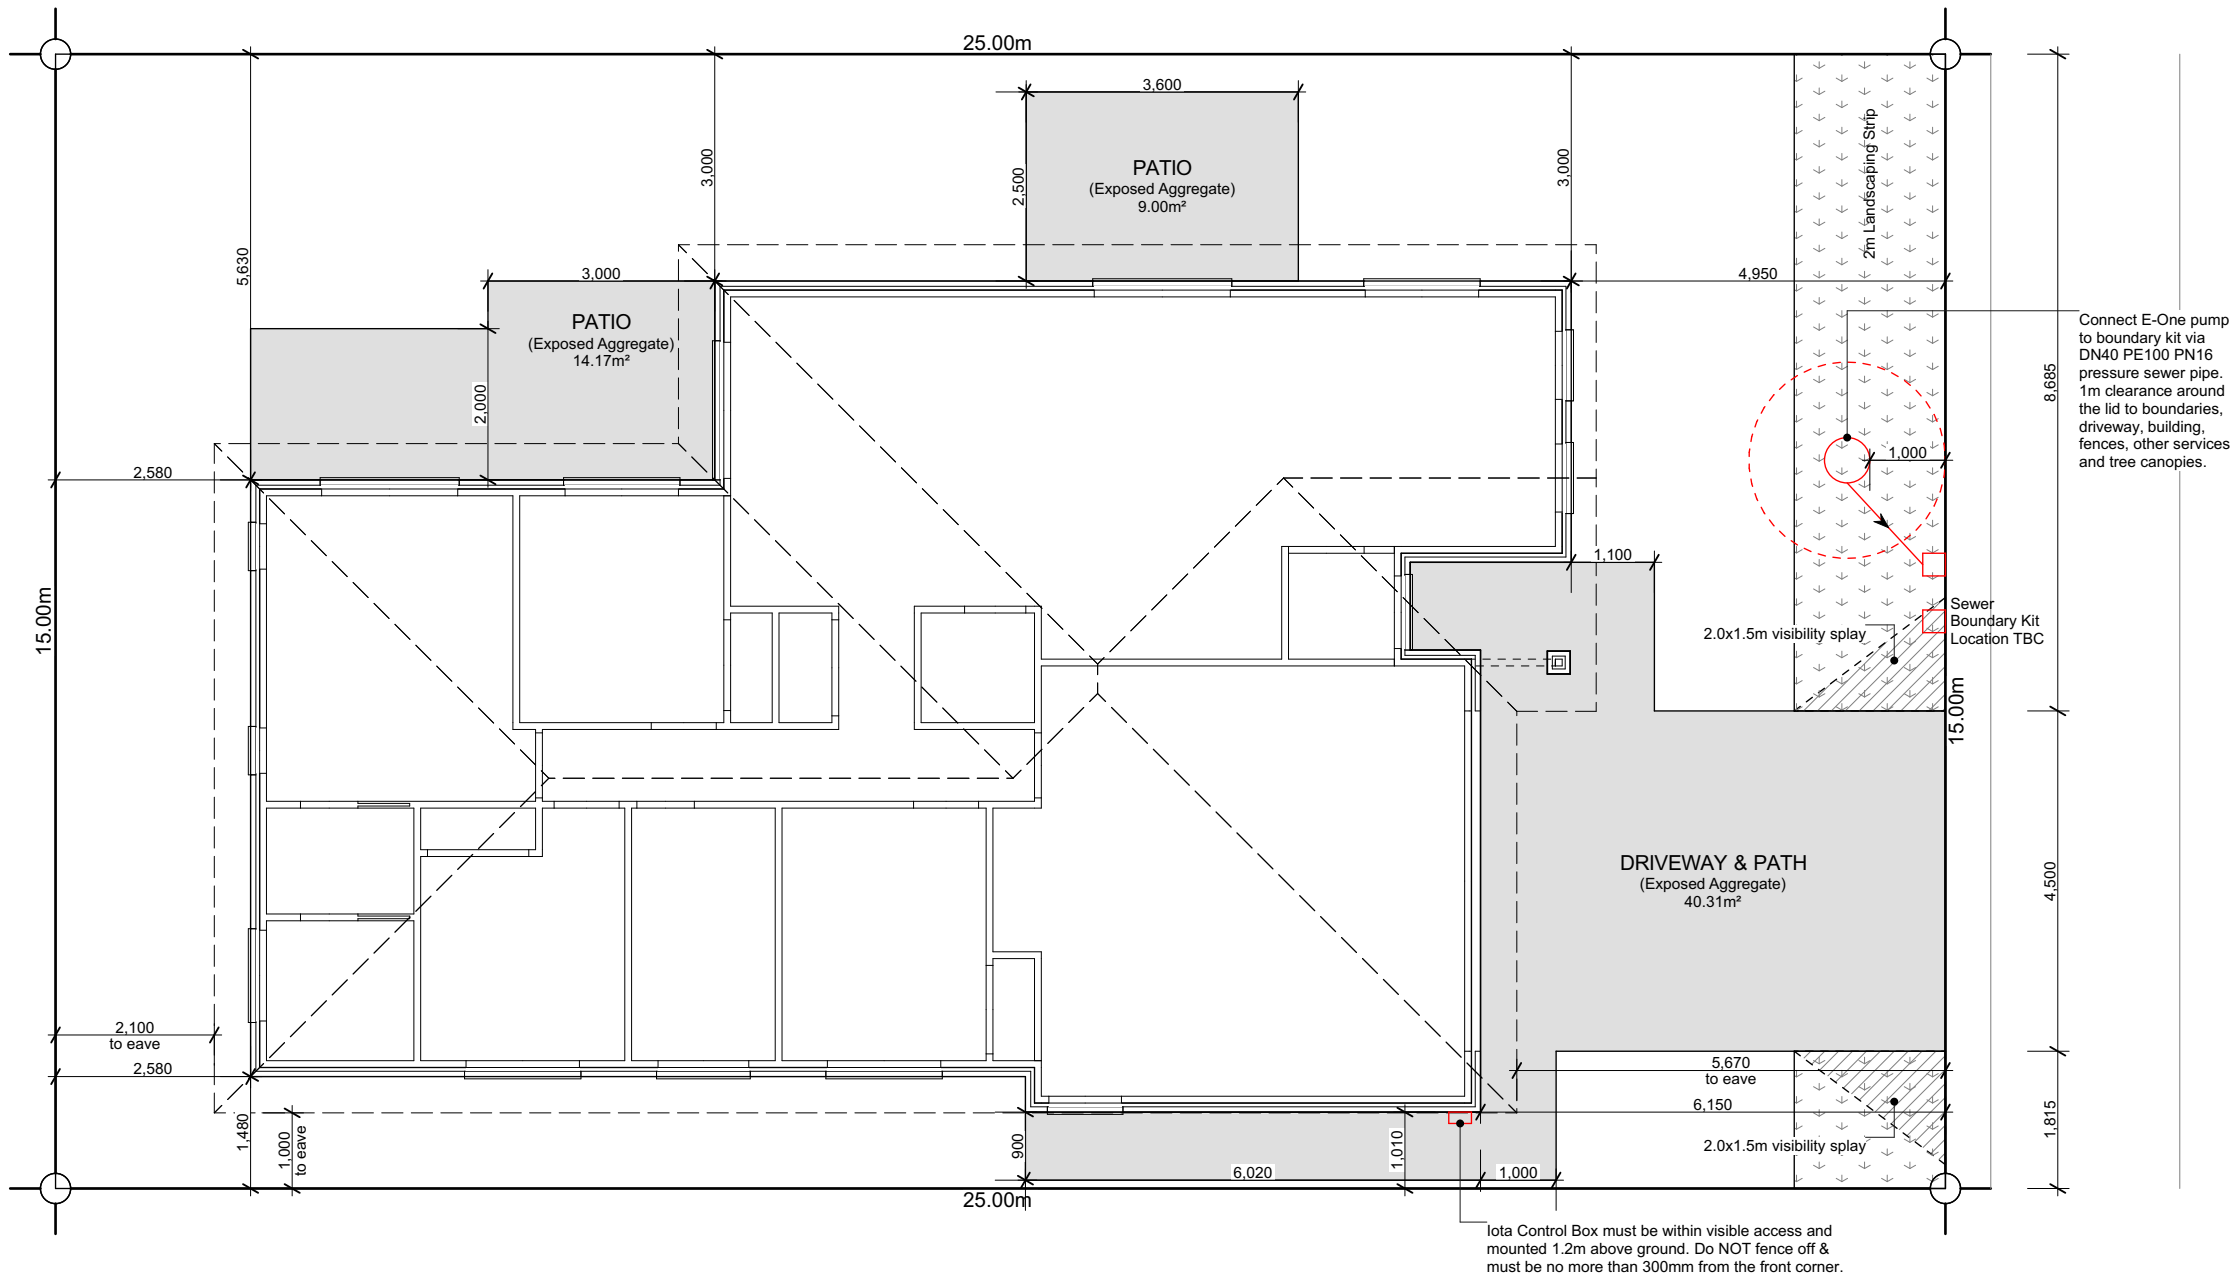 25.00m
3,600
PATIO
(Exposed Aggregate)
9.00m²
2,500
3,000
3,000
2m Landscaping Strip
5,630
3,000
4,950
PATIO
(Exposed Aggregate)
14.17m²
2,000
8,685
Connect E-One pump
to boundary kit via
DN40 PE100 PN16
pressure sewer pipe.
1m clearance around
the lid to boundaries,
driveway, building,
fences, other services
and tree canopies.
1,000
2,580
15.00m
1,100
Sewer
Boundary Kit
Location TBC
2.0x1.5m visibility splay
15.00m
DRIVEWAY & PATH
(Exposed Aggregate)
40.31m²
4,500
2,100
to eave
2,580
5,670
to eave
6,150
1,815
1,480
1,000
to eave
900
1,010
2.0x1.5m visibility splay
6,020
1,000
25.00m
Iota Control Box must be within visible access and
mounted 1.2m above ground. Do NOT fence off &
must be no more than 300mm from the front corner.